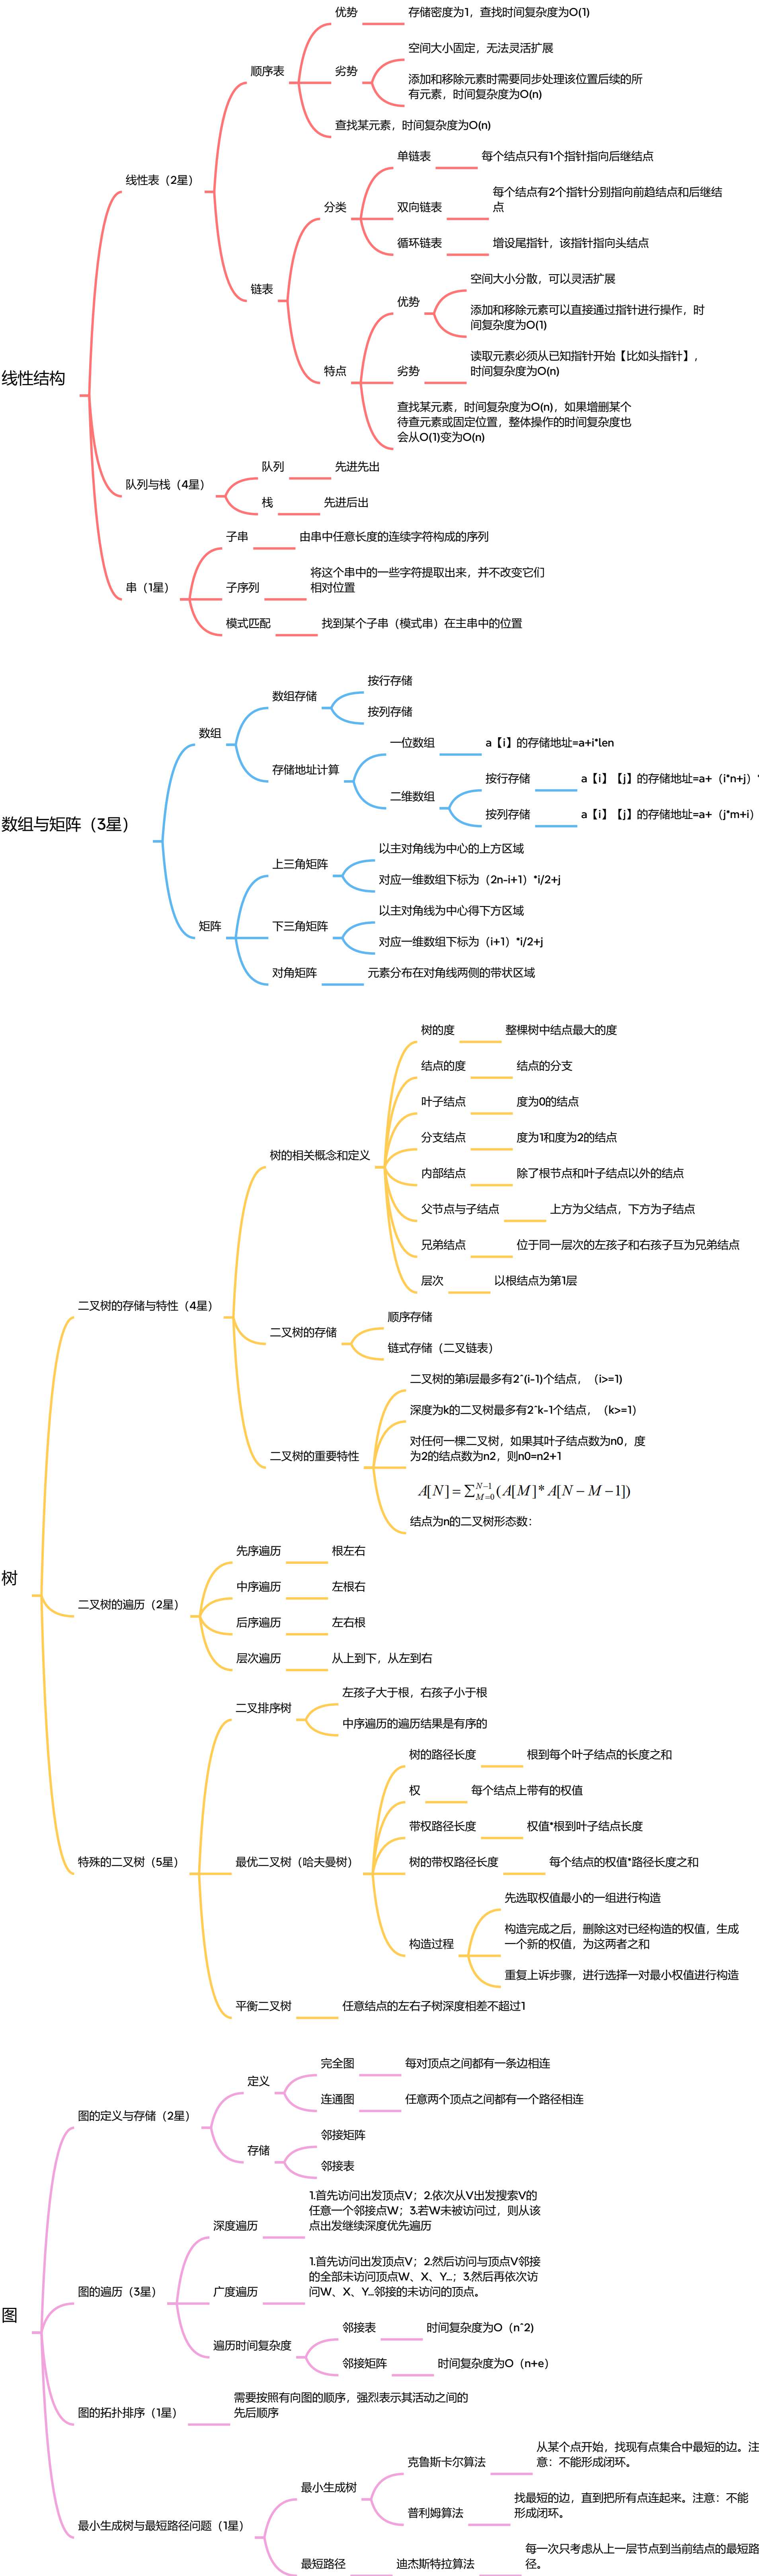 线性结构
线性表（2星）
顺序表
优势
存储密度为1，查找时间复杂度为O(1)
劣势
空间大小固定，无法灵活扩展
添加和移除元素时需要同步处理该位置后续的所
有元素，时间复杂度为O(n)
查找某元素，时间复杂度为O(n)
链表
分类
单链表
每个结点只有1个指针指向后继结点
双向链表
每个结点有2个指针分别指向前趋结点和后继结
点
循环链表
增设尾指针，该指针指向头结点
特点
优势
空间大小分散，可以灵活扩展
添加和移除元素可以直接通过指针进行操作，时
间复杂度为O(1)
劣势
读取元素必须从已知指针开始【比如头指针】，
时间复杂度为O(n)
查找某元素，时间复杂度为O(n)，如果增删某个
待查元素或固定位置，整体操作的时间复杂度也
会从O(1)变为O(n)
队列与栈（4星）
队列
先进先出
栈
先进后出
串（1星）
子串
由串中任意长度的连续字符构成的序列
子序列
将这个串中的一些字符提取出来，并不改变它们
相对位置
模式匹配
找到某个子串（模式串）在主串中的位置
数组与矩阵（3星）
数组
数组存储
按行存储
按列存储
存储地址计算
一位数组
a【i】的存储地址=a+i*len
二维数组
按行存储
a【i】【j】的存储地址=a+（i*n+j）*
按列存储
a【i】【j】的存储地址=a+（j*m+i）
矩阵
上三角矩阵
以主对角线为中心的上方区域
对应一维数组下标为（2n-i+1）*i/2+j
下三角矩阵
以主对角线为中心得下方区域
对应一维数组下标为（i+1）*i/2+j
对角矩阵
元素分布在对角线两侧的带状区域
树
二叉树的存储与特性（4星）
树的相关概念和定义
树的度
整棵树中结点最大的度
结点的度
结点的分支
叶子结点
度为0的结点
分支结点
度为1和度为2的结点
内部结点
除了根节点和叶子结点以外的结点
父节点与子结点
上方为父结点，下方为子结点
兄弟结点
位于同一层次的左孩子和右孩子互为兄弟结点
层次
以根结点为第1层
二叉树的存储
顺序存储
链式存储（二叉链表）
二叉树的重要特性
二叉树的第i层最多有2^(i-1)个结点，（i>=1)
深度为k的二叉树最多有2^k-1个结点，（k>=1）
对任何一棵二叉树，如果其叶子结点数为n0，度
为2的结点数为n2，则n0=n2+1
A[N] = ∑_{M=0}^{N-1}(A[M]* A[N − M −1])
结点为n的二叉树形态数：
二叉树的遍历（2星）
先序遍历
根左右
中序遍历
左根右
后序遍历
左右根
层次遍历
从上到下，从左到右
特殊的二叉树（5星）
二叉排序树
左孩子大于根，右孩子小于根
中序遍历的遍历结果是有序的
最优二叉树（哈夫曼树）
树的路径长度
根到每个叶子结点的长度之和
权
每个结点上带有的权值
带权路径长度
权值*根到叶子结点长度
树的带权路径长度
每个结点的权值*路径长度之和
构造过程
先选取权值最小的一组进行构造
构造完成之后，删除这对已经构造的权值，生成
一个新的权值，为这两者之和
重复上诉步骤，进行选择一对最小权值进行构造
平衡二叉树
任意结点的左右子树深度相差不超过1
图
图的定义与存储（2星）
定义
完全图
每对顶点之间都有一条边相连
连通图
任意两个顶点之间都有一个路径相连
存储
邻接矩阵
邻接表
图的遍历（3星）
深度遍历
1.首先访问出发顶点V；2.依次从V出发搜索V的
任意一个邻接点W；3.若W未被访问过，则从该
点出发继续深度优先遍历
广度遍历
1.首先访问出发顶点V；2.然后访问与顶点V邻接
的全部未访问顶点W、X、Y...；3.然后再依次访
问W、X、Y...邻接的未访问的顶点。
遍历时间复杂度
邻接表
时间复杂度为O（n^2)
邻接矩阵
时间复杂度为O（n+e）
图的拓扑排序（1星）
需要按照有向图的顺序，强烈表示其活动之间的
先后顺序
最小生成树与最短路径问题（1星）
最小生成树
克鲁斯卡尔算法
从某个点开始，找现有点集合中最短的边。注
意：不能形成闭环。
普利姆算法
找最短的边，直到把所有点连起来。注意：不能
形成闭环。
最短路径
迪杰斯特拉算法
每一次只考虑从上一层节点到当前结点的最短路
径。